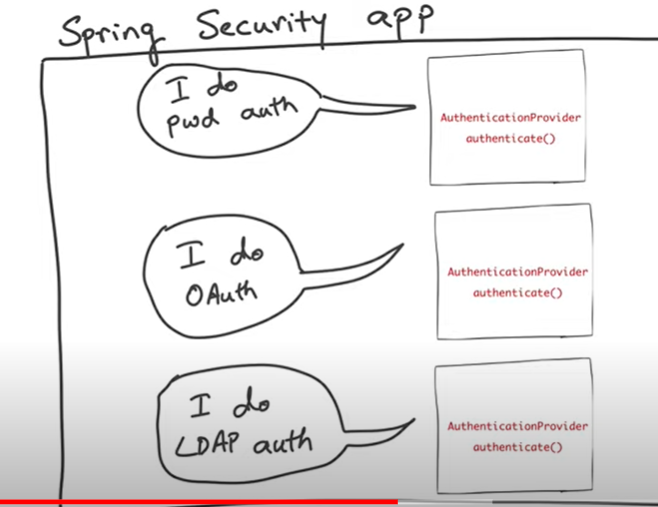 Spring Security app
I do
pwd auth
AuthenticationProvider
authenticate()
I do
OAuth
AuthenticationProvider
authenticate()
I do
LDAP auth
AuthenticationProvider
authenticate()